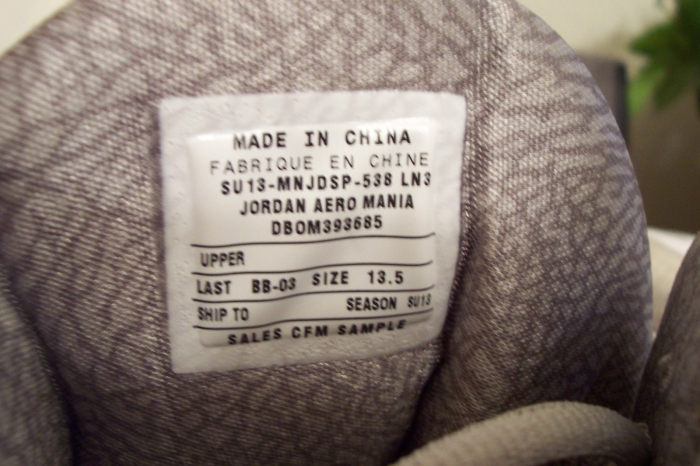 MADE IN CHINA
FABRIQUE EN CHINE
SU13-MNJDSP-538 LN3
JORDAN AERO MANIA
DBOM393685
UPPER
LAST BB-03 SIZE 13.5
SHIP TO SEASON SU13
SALES CFM SAMPLE